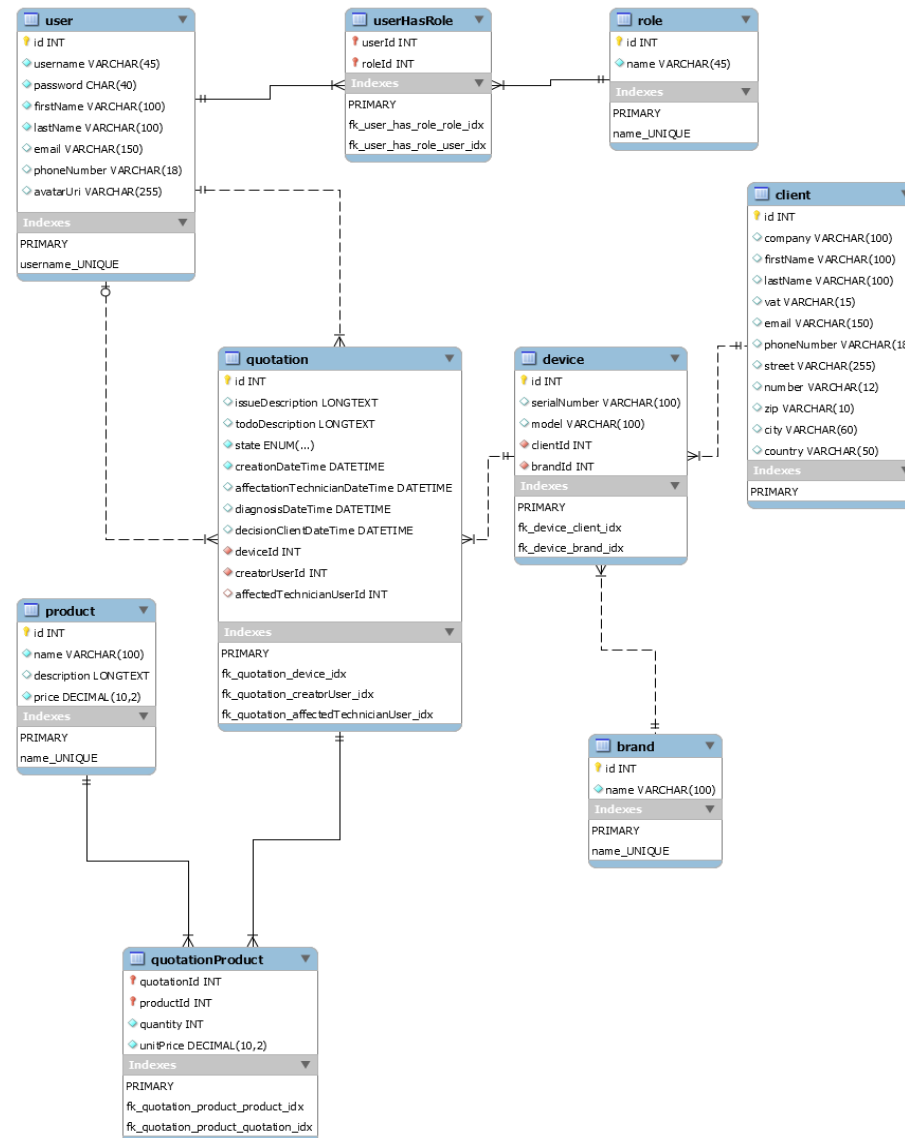 user
id INT
username VARCHAR(45)
password CHAR(40)
firstName VARCHAR(100)
lastName VARCHAR(100)
email VARCHAR(150)
phoneNumber VARCHAR(18)
avatarUri VARCHAR(255)
Indexes
PRIMARY
username_UNIQUE
userHasRole
userId INT
roleId INT
Indexes
PRIMARY
fk_user_has_role_role_idx
fk_user_has_role_user_idx
role
id INT
name VARCHAR(45)
Indexes
PRIMARY
name_UNIQUE
client
id INT
company VARCHAR(100)
firstName VARCHAR(100)
lastName VARCHAR(100)
vat VARCHAR(15)
email VARCHAR(150)
phoneNumber VARCHAR(18
street VARCHAR(255)
number VARCHAR(12)
zip VARCHAR(10)
city VARCHAR(60)
country VARCHAR(50)
Indexes
PRIMARY
quotation
id INT
issueDescription LONGTEXT
todoDescription LONGTEXT
state ENUM(...)
creationDateTime DATETIME
affectationTechnicianDateTime DATETIME
diagnosisDateTime DATETIME
decisionClientDateTime DATETIME
deviceId INT
creatorUserId INT
affectedTechnicianUserId INT
Indexes
PRIMARY
fk_quotation_device_idx
fk_quotation_creatorUser_idx
fk_quotation_affectedTechnicianUser_idx
device
id INT
serialNumber VARCHAR(100)
model VARCHAR(100)
clientId INT
brandId INT
Indexes
PRIMARY
fk_device_client_idx
fk_device_brand_idx
product
id INT
name VARCHAR(100)
description LONGTEXT
price DECIMAL(10,2)
Indexes
PRIMARY
name_UNIQUE
brand
id INT
name VARCHAR(100)
Indexes
PRIMARY
name_UNIQUE
quotationProduct
quotationId INT
productId INT
quantity INT
unitPrice DECIMAL(10,2)
Indexes
PRIMARY
fk_quotation_product_product_idx
fk_quotation_product_quotation_idx